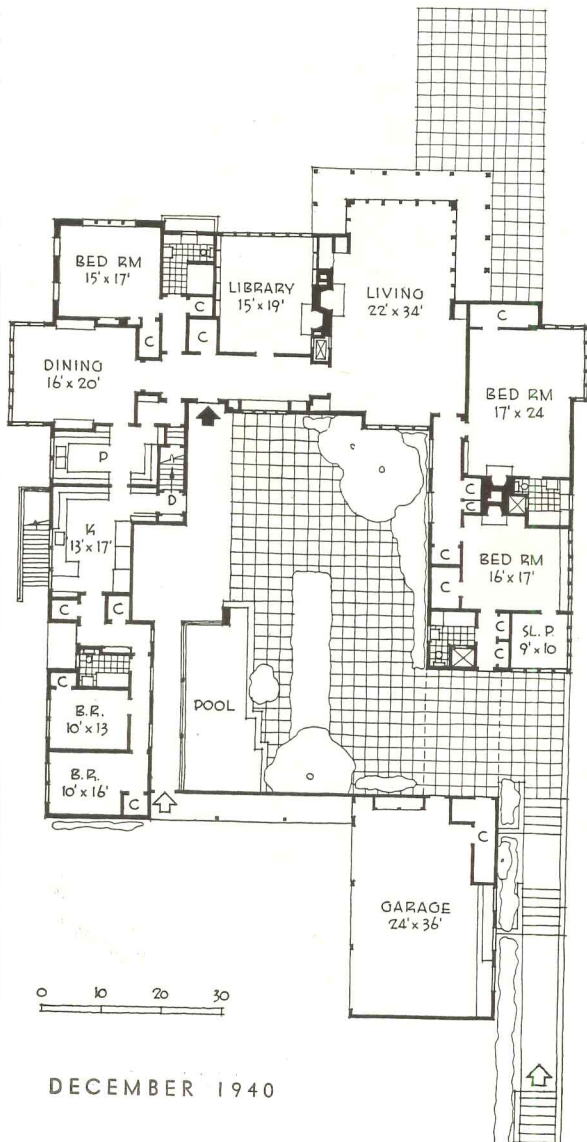 BED RM
15' x 17'
LIBRARY
15' x 19'
LIVING
22' x 34'
C
C
C
C
DINING
16' x 20'
BED RM
17' x 24
P
D
K
13' x 17'
C
C
C
BED RM
16' x 17'
C
C
C
C
SL. P.
9' x 10
C
C
C
B.R.
10' x 13
POOL
B.R.
10' x 16'
C
C
GARAGE
24' x 36'
0 10 20 30
DECEMBER 1940